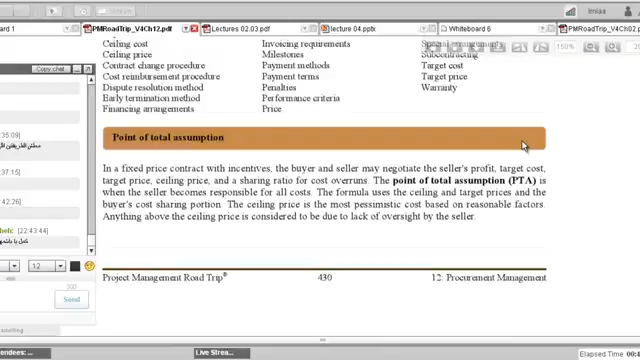 PMRoadTrip_V4Ch12.pdf
Lectures 02.03.pdf
lecture 04.pptx
Whiteboard 6
PMRoadTrip_V4Ch02
Copy chat
150%
Ceiling cost
Ceiling price
Contract change procedure
Cost reimbursement procedure
Dispute resolution method
Early termination method
Financing arrangements
Invoicing requirements
Milestones
Payment methods
Payment terms
Penalties
Performance criteria
Price
Special arrangements
Subcontracting
Target cost
Target price
Warranty
Point of total assumption
In a fixed price contract with incentives, the buyer and seller may negotiate the seller's profit, target cost,
target price, ceiling price, and a sharing ratio for cost overruns. The point of total assumption (PTA) is
when the seller becomes responsible for all costs. The formula uses the ceiling and target prices and the
buyer's cost sharing portion. The ceiling price is the most pessimistic cost based on reasonable factors.
Anything above the ceiling price is considered to be due to lack of oversight by the seller.
Project Management Road Trip®
430
12: Procurement Management
12
300
Send
Live Strea...
Elapsed Time: